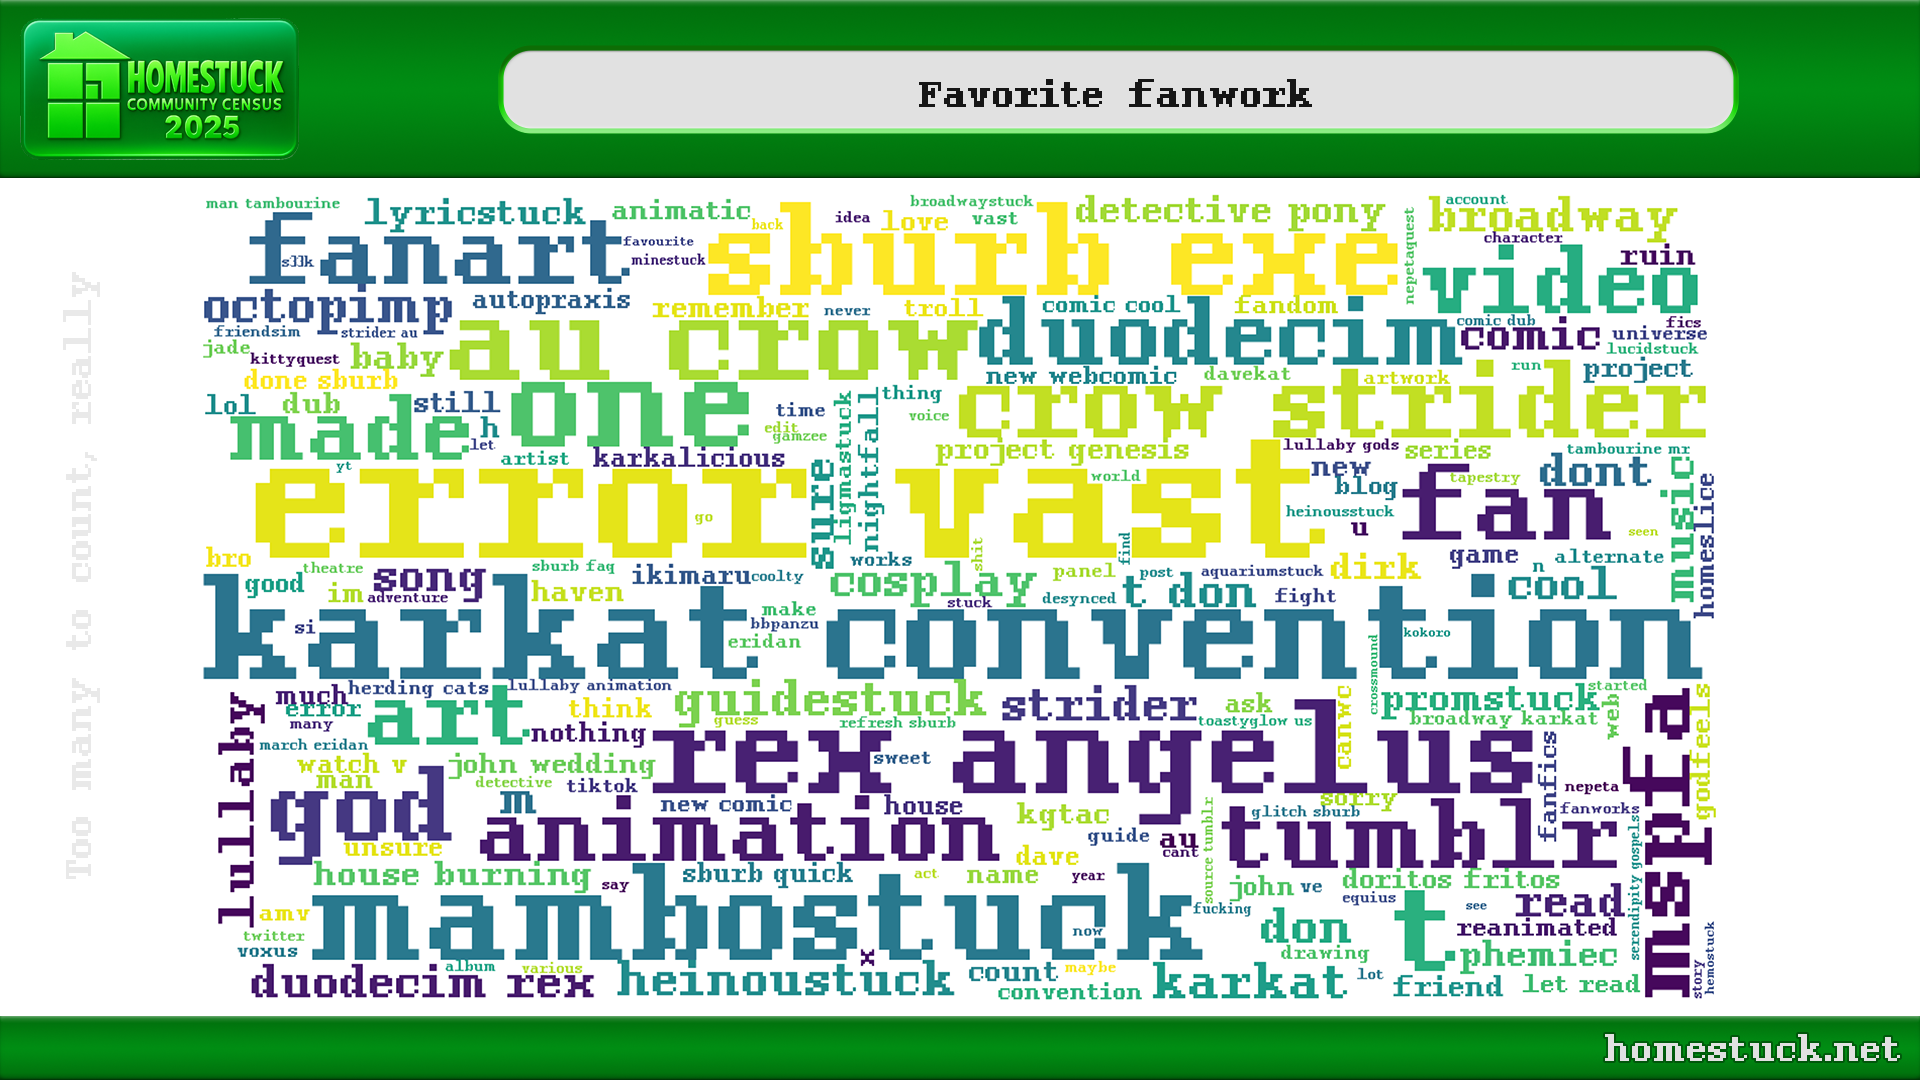 HOMESTUCK
COMMUNITY CENSUS
2025
Favorite fanwork
Too many to count, really
man tambourine
lyricstuck
animatic
back
idea
love
broadwaystuck
vast
detective pony
nepetaquest
account
broadway
character
ruin
fanart
s33k
favourite
minestuck
sburb exe
video
octopimp
autopraxis
remember
never
troll
comic cool
fandom
comic dub
fics
friendsim
strider au
au crow
duodecim
comic
universe
jade
kittyquest
baby
lucidstuck
new webcomic
davekat
artwork
run
project
done sburb
one
thing
crow strider
lol
dub
still
time
voice
made
h
let
edit
gamzee
ligmastuck
nightfall
project genesis
lullaby gods
series
tambourine mr
yt
artist
karkalicious
sure
world
new
blog
tapestry
dont
music
homeslice
error vast
go
fan
heinousstuck
u
seen
bro
theatre
sburb faq
works
shit
find
game
alternate
good
song
ikimaru
coolty
cosplay
panel
post
aquariumstuck
dirk
n
cool
im
adventure
haven
make
stuck
desynced
t don
fight
si
bbpanzu
eridan
kokoro
karkat convention
crossmound
much
herding cats
lullaby animation
guidestuck
strider
ask
canwc
promstuck
started
web
godfeels
lullaby
error
many
art
think
guess
refresh sburb
toastyglow us
broadway karkat
mspfa
march eridan
nothing
rex angelus
fanfics
watch v
john wedding
sweet
man
detective
tiktok
nepeta
god
m
new comic
house
kgtac
sorry
glitch sburb
fanworks
animation
guide
au
cant
tumblr
source tumblr
serendipity gospels
unsure
dave
house burning
say
sburb quick
act
name
year
john
ve
doritos fritos
equius
see
read
amv
mambostuck
now
fucking
don
t
reanimated
twitter
voxus
x
drawing
phemiec
duodecim rex
album
various
heinoustuck
count
maybe
convention
karkat
lot
friend
let read
story
hemostuck
homestuck.net